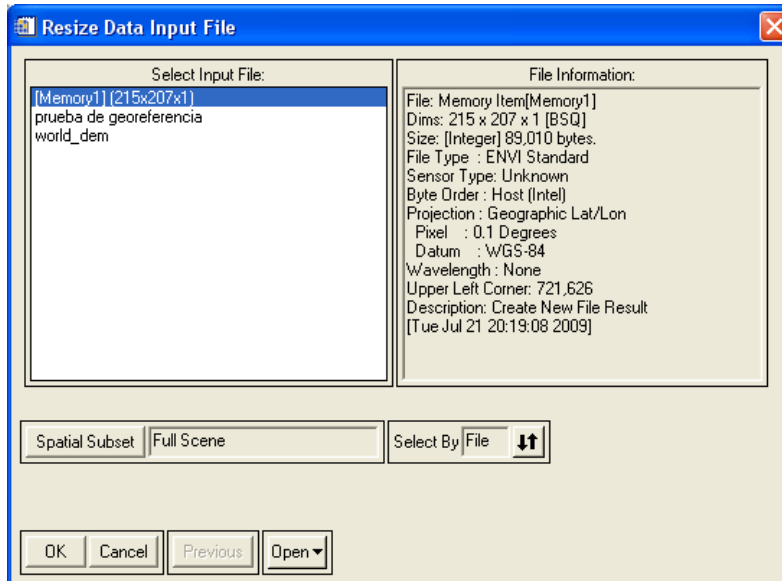 Resize Data Input File
Select Input File:
[Memory1] (215x207x1)
prueba de georeferencia
world_dem
File Information:
File: Memory Item[Memory1]
Dims: 215 x 207 x 1 [BSQ]
Size: [Integer] 89,010 bytes.
File Type : ENVI Standard
Sensor Type: Unknown
Byte Order : Host (Intel)
Projection : Geographic Lat/Lon
Pixel : 0.1 Degrees
Datum : WGS-84
Wavelength : None
Upper Left Corner: 721,626
Description: Create New File Result
[Tue Jul 21 20:19:08 2009]
Spatial Subset Full Scene
Select By File
OK Cancel Previous Open